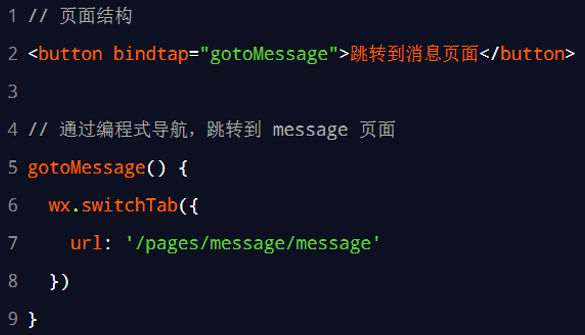 1 // 页面结构
2 <button bindtap="gotoMessage">跳转到消息页面</button>
3
4 // 通过编程式导航，跳转到 message 页面
5 gotoMessage() {
6   wx.switchTab({
7     url: '/pages/message/message'
8   })
9 }